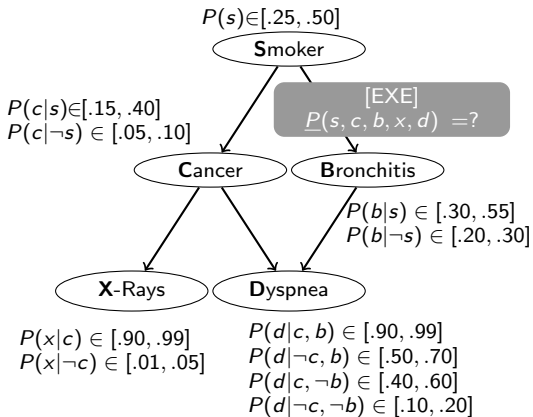 P(s)∈[.25, .50]
Smoker
[EXE]
P(s, c, b, x, d) =?
P(c|s)∈[.15, .40]
P(c|¬s) ∈ [.05, .10]
Cancer
Bronchitis
P(b|s) ∈ [.30, .55]
P(b|¬s) ∈ [.20, .30]
X-Rays
Dyspnea
P(x|c) ∈ [.90, .99]
P(x|¬c) ∈ [.01, .05]
P(d|c, b) ∈ [.90, .99]
P(d|¬c, b) ∈ [.50, .70]
P(d|c, ¬b) ∈ [.40, .60]
P(d|¬c, ¬b) ∈ [.10, .20]